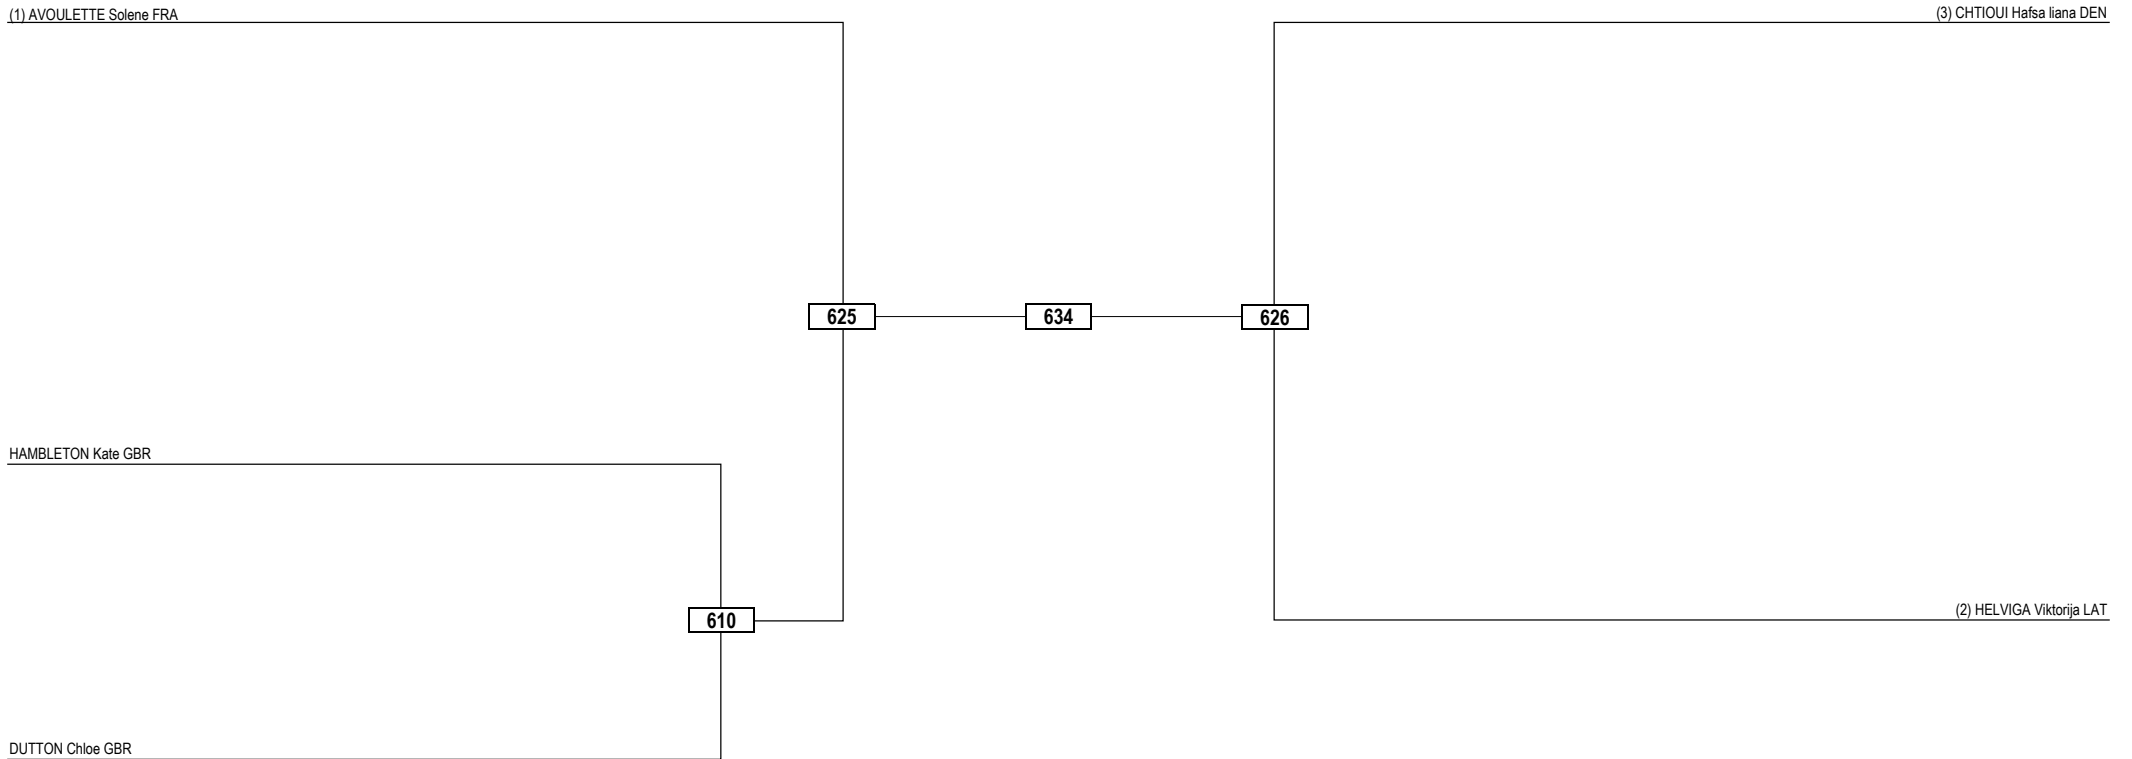 (1) AVOULETTE Solene FRA
(3) CHTIOUI Hafsa liana DEN
625
634
626
HAMBLETON Kate GBR
610
(2) HELVIGA Viktorija LAT
DUTTON Chloe GBR